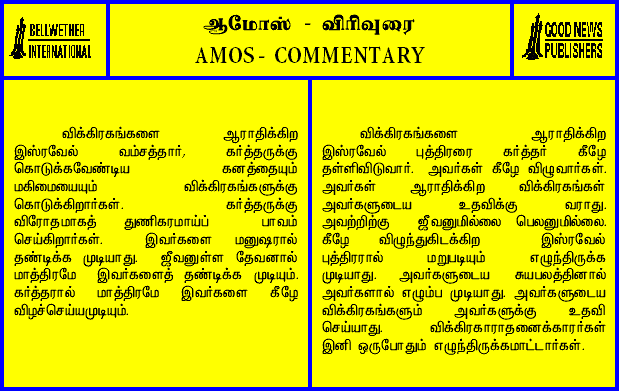 BELLWETHER
INTERNATIONAL
ஆமோஸ் - விரிவுரை
AMOS- COMMENTARY
GOOD NEWS
PUBLISHERS
விக்கிரகங்களை ஆராதிக்கிற
இஸ்ரவேல் வம்சத்தார், கர்த்தருக்கு
கொடுக்கவேண்டிய கனத்தையும்
மகிமையையும் விக்கிரகங்களுக்கு
கொடுக்கிறார்கள். கர்த்தருக்கு
விரோதமாகத் துணிகரமாய்ப் பாவம்
செய்கிறார்கள். இவர்களை மனுஷரால்
தண்டிக்க முடியாது. ஜீவனுள்ள தேவனால்
மாத்திரமே இவர்களைத் தண்டிக்க முடியும்.
கர்த்தரால் மாத்திரமே இவர்களை கீழே
விழச்செய்யமுடியும்.
விக்கிரகங்களை ஆராதிக்கிற
இஸ்ரவேல் புத்திரரை கர்த்தர் கீழே
தள்ளிவிடுவார். அவர்கள் கீழே விழுவார்கள்.
அவர்கள் ஆராதிக்கிற விக்கிரகங்கள்
அவர்களுடைய உதவிக்கு வராது.
அவற்றிற்கு ஜீவனுமில்லை பெலனுமில்லை.
கீழே விழுந்துகிடக்கிற இஸ்ரவேல்
புத்திரரால் மறுபடியும் எழுந்திருக்க
முடியாது. அவர்களுடைய சுயபலத்தினால்
அவர்களால் எழும்ப முடியாது. அவர்களுடைய
விக்கிரகங்களும் அவர்களுக்கு உதவி
செய்யாது. விக்கிரகாராதனைக்காரர்கள்
இனி ஒருபோதும் எழுந்திருக்கமாட்டார்கள்.